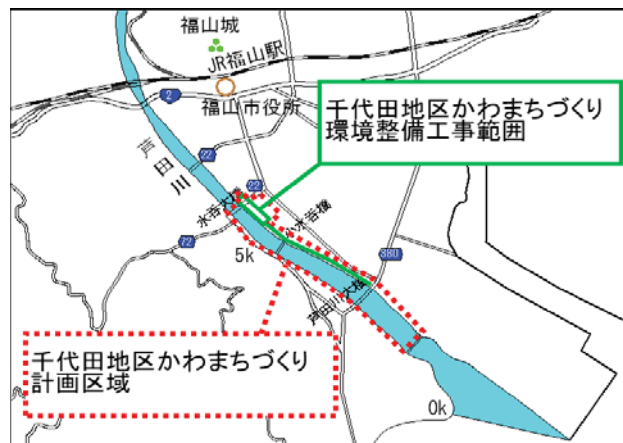 福山城
JR福山駅
2
福山市役所
千代田地区かわまちづくり
環境整備工事範囲
芦田川
22
22
水呑大橋
小水呑橋
72
5k
380
芦田川大橋
千代田地区かわまちづくり
計画区域
0k